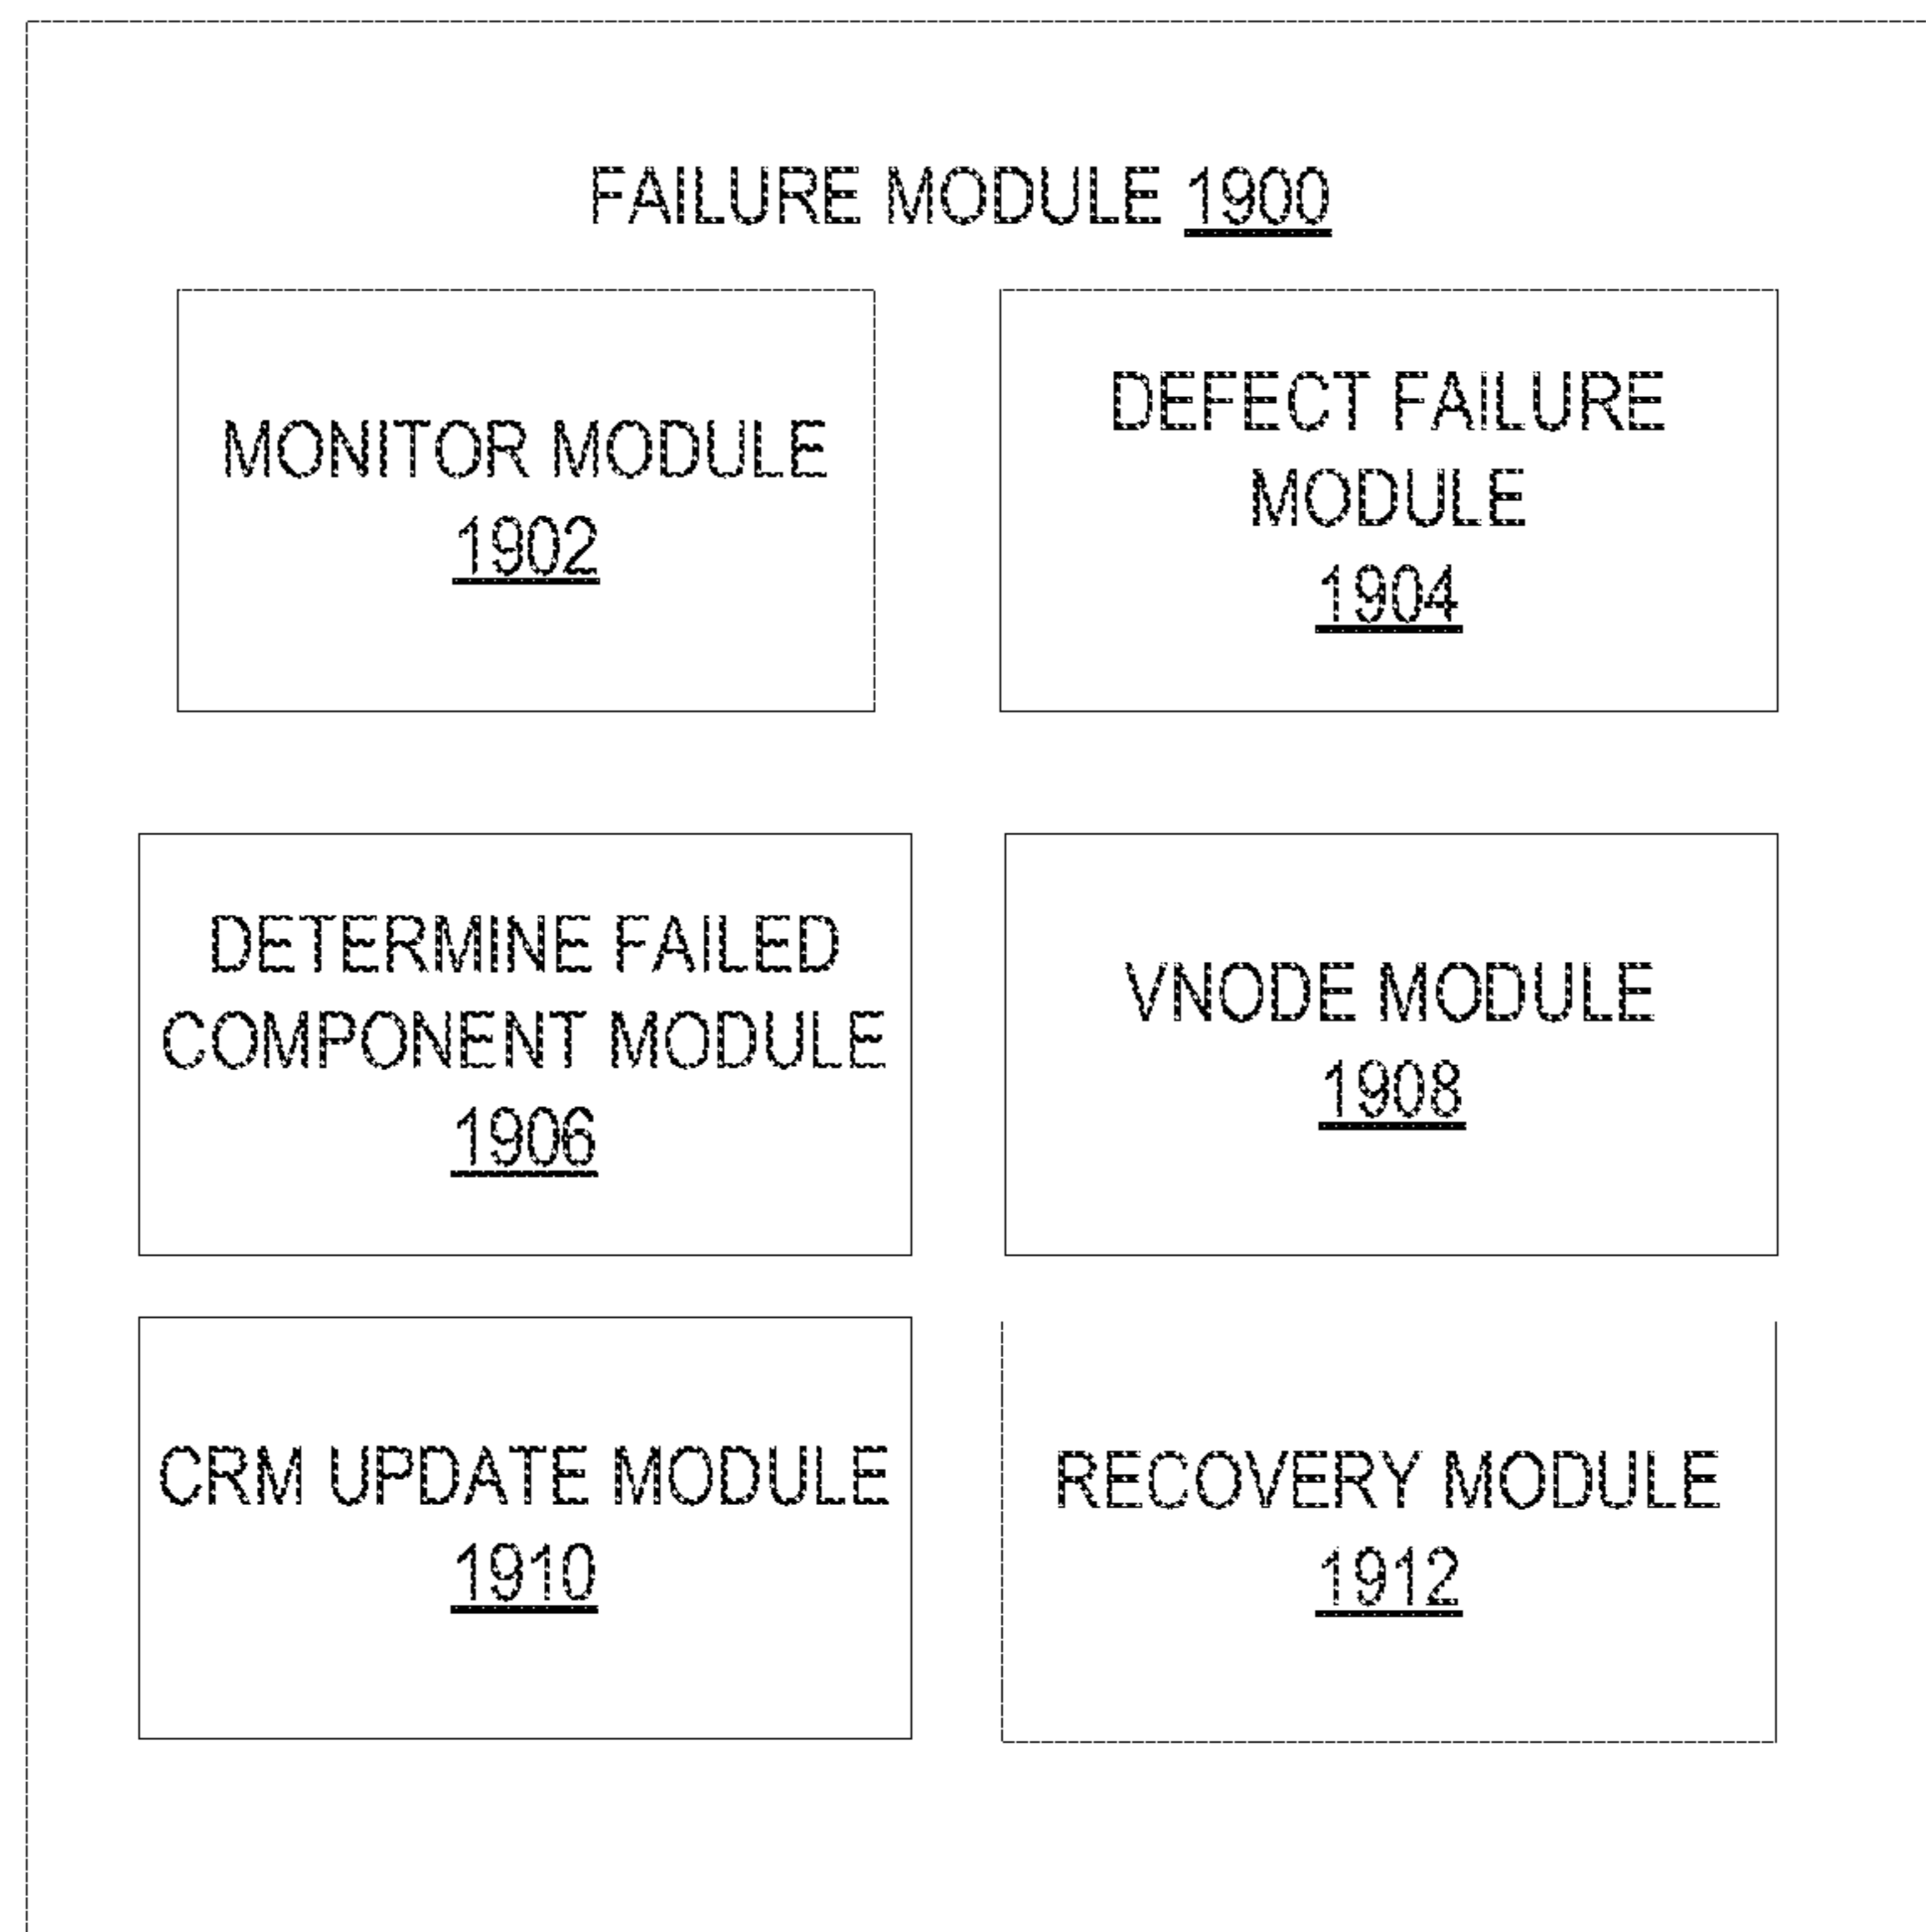 FAILURE MODULE 1900
MONITOR MODULE
1902
DEFECT FAILURE
MODULE
1904
DETERMINE FAILED
COMPONENT MODULE
1906
VNODE MODULE
1908
CRM UPDATE MODULE
1910
RECOVERY MODULE
1912